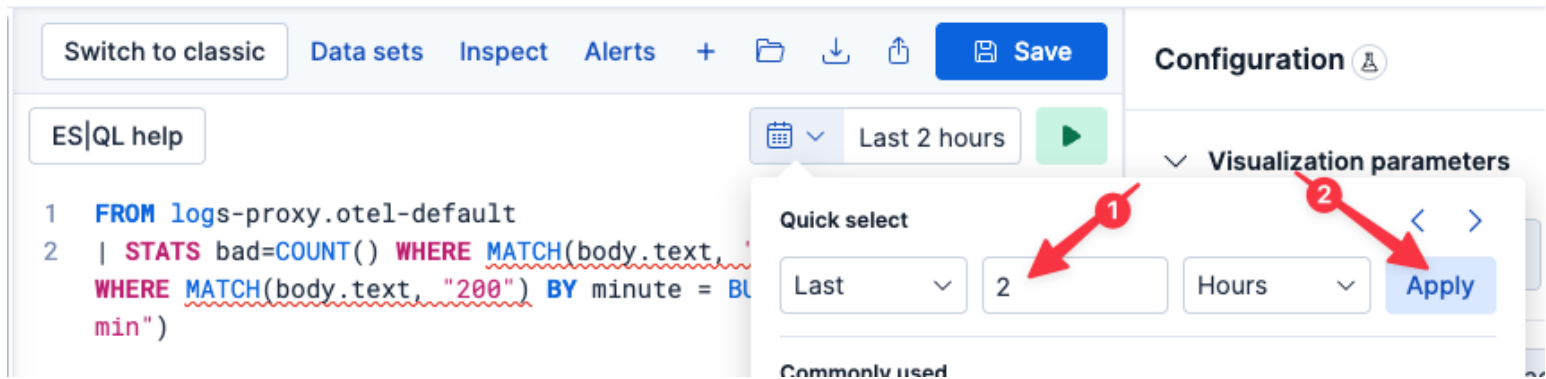 Switch to classic Data sets Inspect Alerts + Save
Configuration
ES|QL help Last 2 hours
Visualization parameters
1 FROM logs-proxy.otel-default
2 | STATS bad=COUNT() WHERE MATCH(body.text, "
WHERE MATCH(body.text, "200") BY minute = BU
min")
1
2
Quick select
Last 2 Hours Apply
Commonly used